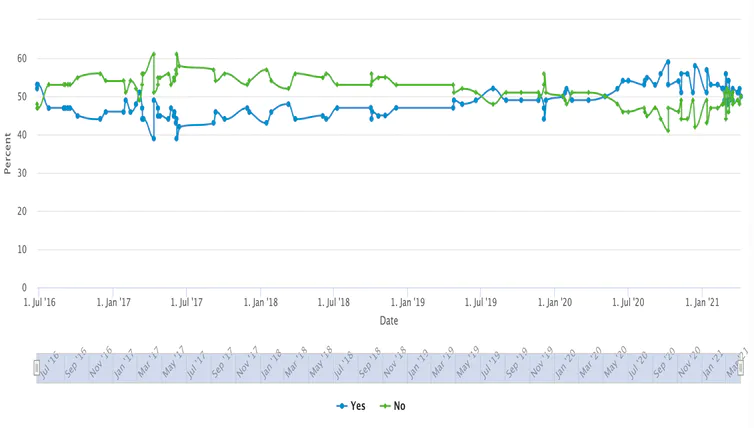 Percent
60
50
40
30
20
10
0
1. Jul '16 1. Jan '17 1. Jul '17 1. Jan '18 1. Jul '18 1. Jan '19 1. Jul '19 1. Jan '20 1. Jul '20 1. Jan '21
Date
Jul '16 Sep '16 Nov '16 Jan '17 Mar '17 May '17 Jul '17 Sep '17 Nov '17 Jan '18 Mar '18 May '18 Jul '18 Sep '18 Nov '18 Jan '19 Mar '19 May '19 Jul '19 Sep '19 Nov '19 Jan '20 Mar '20 May '20 Jul '20 Sep '20 Nov '20 Jan '21 Mar '21
Yes No